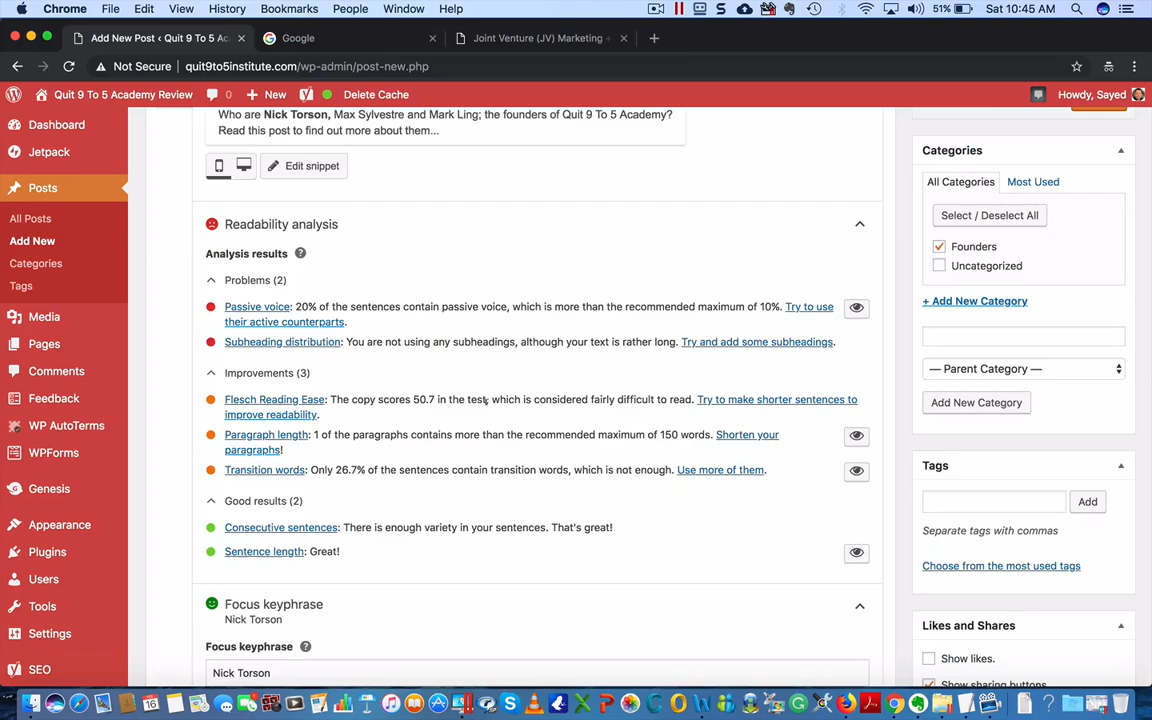 Chrome File Edit View History Bookmarks People Window Help 51% Sat 10:45 AM
Add New Post ‹ Quit 9 To 5 Ac Google Joint Venture (JV) Marketing
Not Secure quit9to5institute.com/wp-admin/post-new.php
Quit 9 To 5 Academy Review 0 New Delete Cache Howdy, Sayed
Dashboard
Jetpack
Posts
All Posts
Add New
Categories
Tags
Media
Pages
Comments
Feedback
WP AutoTerms
WPForms
Genesis
Appearance
Plugins
Users
Tools
Settings
SEO
Who are Nick Torson, Max Sylvestre and Mark Ling; the founders of Quit 9 To 5 Academy?
Read this post to find out more about them...
Edit snippet
Readability analysis
Analysis results
Problems (2)
Passive voice: 20% of the sentences contain passive voice, which is more than the recommended maximum of 10%. Try to use
their active counterparts.
Subheading distribution: You are not using any subheadings, although your text is rather long. Try and add some subheadings.
Improvements (3)
Flesch Reading Ease: The copy scores 50.7 in the test, which is considered fairly difficult to read. Try to make shorter sentences to
improve readability.
Paragraph length: 1 of the paragraphs contains more than the recommended maximum of 150 words. Shorten your
paragraphs!
Transition words: Only 26.7% of the sentences contain transition words, which is not enough. Use more of them.
Good results (2)
Consecutive sentences: There is enough variety in your sentences. That's great!
Sentence length: Great!
Focus keyphrase
Nick Torson
Focus keyphrase
Nick Torson
Categories
All Categories Most Used
Select / Deselect All
Founders
Uncategorized
+ Add New Category
— Parent Category —
Add New Category
Tags
Add
Separate tags with commas
Choose from the most used tags
Likes and Shares
Show likes.
Show sharing buttons.